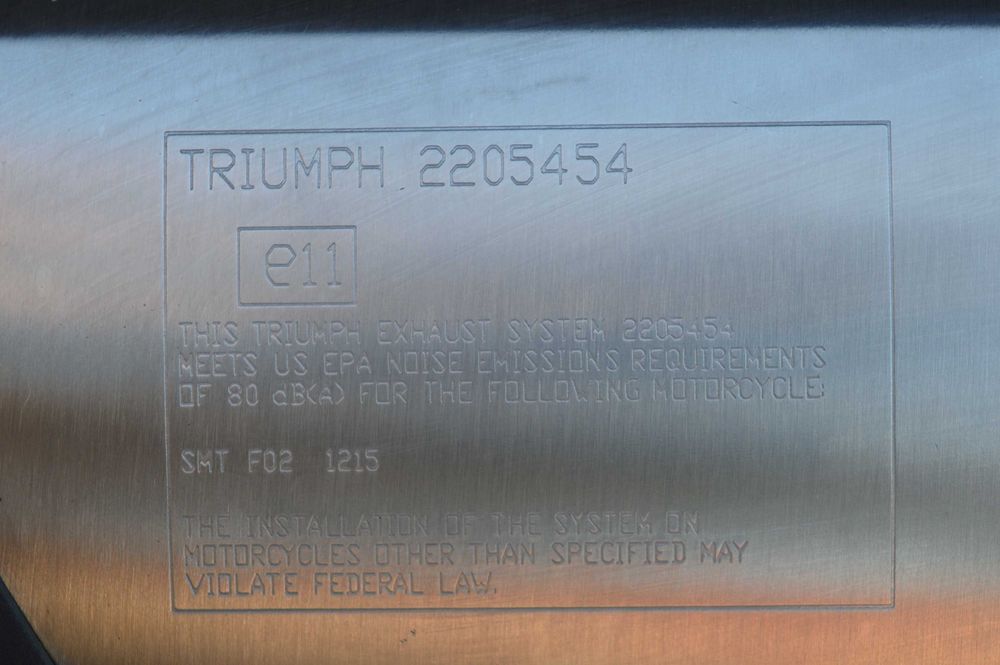 TRIUMPH 2205454
e11
THIS TRIUMPH EXHAUST SYSTEM 2205454
MEETS US EPA NOISE EMISSIONS REQUIREMENTS
OF 80 dB(A) FOR THE FOLLOWING MOTORCYCLE:
SMT F02 1215
THE INSTALLATION OF THE SYSTEM ON
MOTORCYCLES OTHER THAN SPECIFIED MAY
VIOLATE FEDERAL LAW.